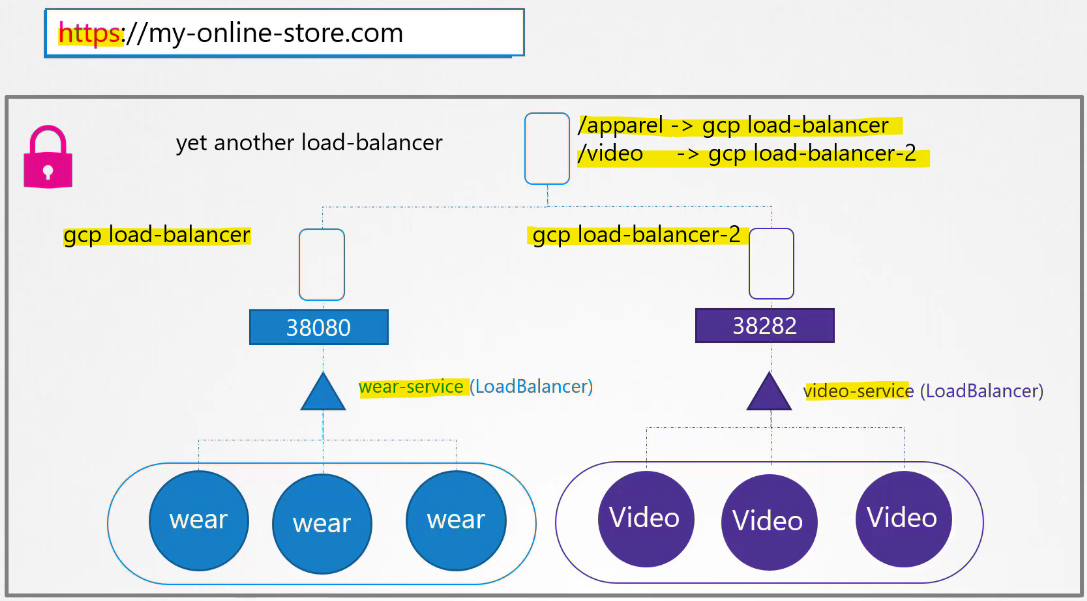 https://my-online-store.com
yet another load-balancer
/apparel -> gcp load-balancer
/video -> gcp load-balancer-2
gcp load-balancer
gcp load-balancer-2
38080
38282
wear-service (LoadBalancer)
video-service (LoadBalancer)
wear
wear
wear
Video
Video
Video